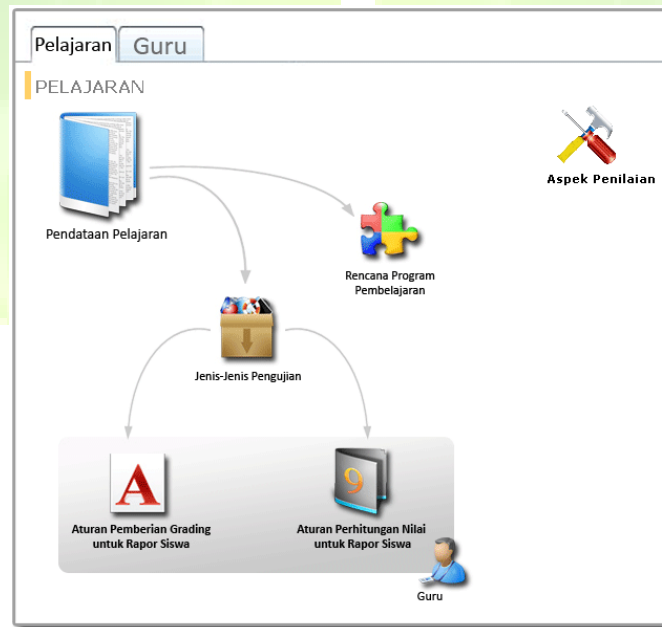 Pelajaran
Guru
PELAJARAN
Aspek Penilaian
Pendataan Pelajaran
Rencana Program
Pembelajaran
Jenis-Jenis Pengujian
A
9
Aturan Pemberian Grading
untuk Rapor Siswa
Aturan Perhitungan Nilai
untuk Rapor Siswa
Guru